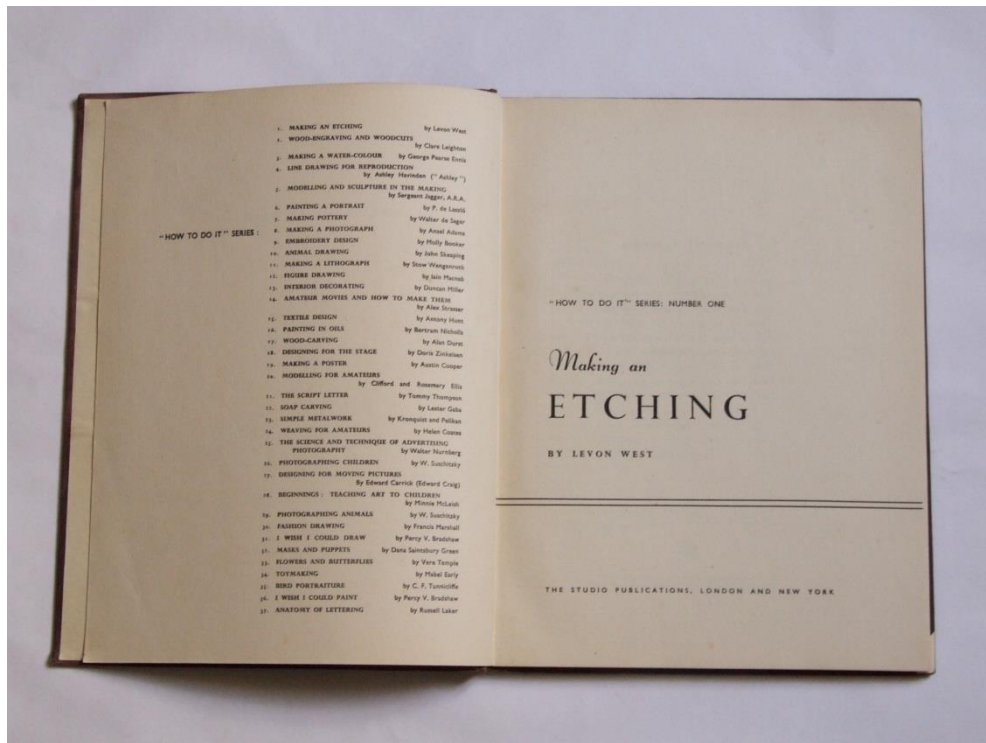 "HOW TO DO IT" SERIES :
1. MAKING AN ETCHING by Levon West
2. WOOD-ENGRAVING AND WOODCUTS
by Clare Leighton
3. MAKING A WATER-COLOUR by George Pearse Ennis
4. LINE DRAWING FOR REPRODUCTION
by Ashley Havinden ("Ashley")
5. MODELLING AND SCULPTURE IN THE MAKING
by Sergeant Jagger, A.R.A.
6. PAINTING A PORTRAIT by P. de Laszló
7. MAKING POTTERY by Walter de Sager
8. MAKING A PHOTOGRAPH by Ansel Adams
9. EMBROIDERY DESIGN by Molly Booker
10. ANIMAL DRAWING by John Skeaping
11. MAKING A LITHOGRAPH by Stow Wengenroth
12. FIGURE DRAWING by Iain Macnab
13. INTERIOR DECORATING by Duncan Miller
14. AMATEUR MOVIES AND HOW TO MAKE THEM
by Alex Strasser
15. TEXTILE DESIGN by Antony Hunt
16. PAINTING IN OILS by Bertram Nicholls
17. WOOD-CARVING by Alan Durst
18. DESIGNING FOR THE STAGE by Doris Zinkeisen
19. MAKING A POSTER by Austin Cooper
20. MODELLING FOR AMATEURS
by Clifford and Rosemary Ellis
21. THE SCRIPT LETTER by Tommy Thompson
22. SOAP CARVING by Lester Gaba
23. SIMPLE METALWORK by Kronquist and Pelikan
24. WEAVING FOR AMATEURS by Helen Coates
25. THE SCIENCE AND TECHNIQUE OF ADVERTISING
PHOTOGRAPHY by Walter Nurnberg
26. PHOTOGRAPHING CHILDREN by W. Suschitzky
27. DESIGNING FOR MOVING PICTURES
By Edward Carrick (Edward Craig)
28. BEGINNINGS : TEACHING ART TO CHILDREN
by Minnie McLeish
29. PHOTOGRAPHING ANIMALS by W. Suschitzky
30. FASHION DRAWING by Francis Marshall
31. I WISH I COULD DRAW by Percy V. Bradshaw
32. MASKS AND PUPPETS by Dana Saintsbury Green
33. FLOWERS AND BUTTERFLIES by Vere Temple
34. TOYMAKING by Mabel Early
35. BIRD PORTRAITURE by C. F. Tunnicliffe
36. I WISH I COULD PAINT by Percy V. Bradshaw
37. ANATOMY OF LETTERING by Russell Laker
"HOW TO DO IT" SERIES: NUMBER ONE
Making an
ETCHING
BY LEVON WEST
THE STUDIO PUBLICATIONS, LONDON AND NEW YORK